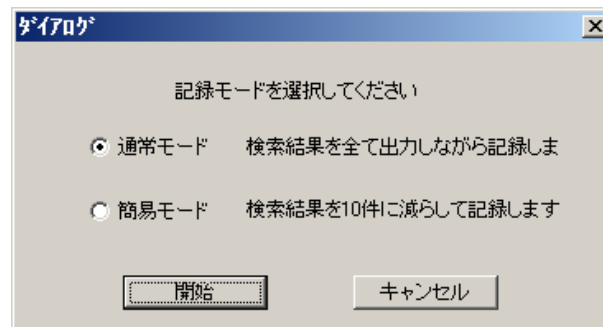 ﾀﾞｲｱﾛｸﾞ
記録モードを選択してください
通常モード 検索結果を全て出力しながら記録しま
簡易モード 検索結果を10件に減らして記録します
開始 キャンセル